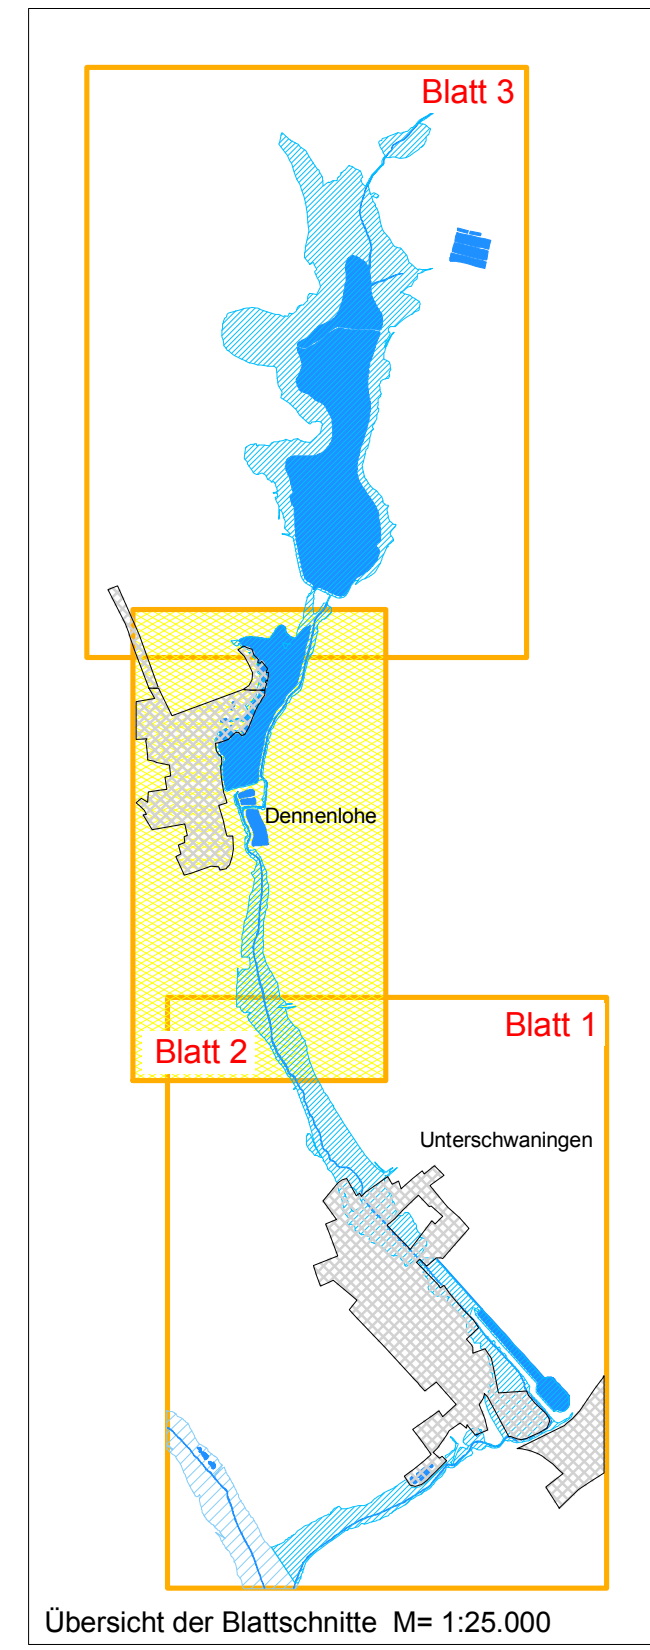 Blatt 3
Dennenlohe
Blatt 1
Blatt 2
Unterschwaningen
Übersicht der Blattschnitte M= 1:25.000